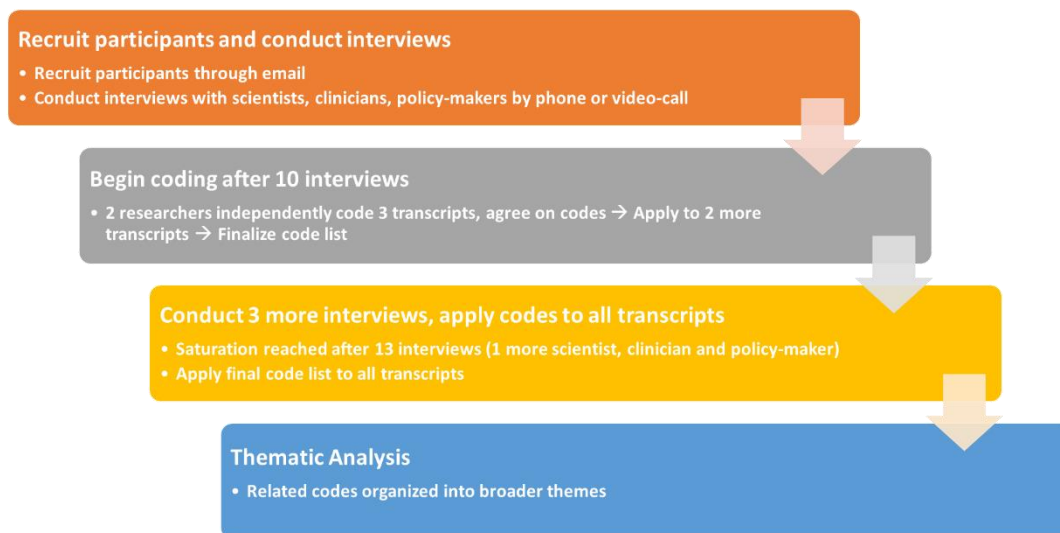 Recruit participants and conduct interviews
• Recruit participants through email
• Conduct interviews with scientists, clinicians, policy-makers by phone or video-call
Begin coding after 10 interviews
• 2 researchers independently code 3 transcripts, agree on codes → Apply to 2 more
transcripts → Finalize code list
Conduct 3 more interviews, apply codes to all transcripts
• Saturation reached after 13 interviews (1 more scientist, clinician and policy-maker)
• Apply final code list to all transcripts
Thematic Analysis
• Related codes organized into broader themes